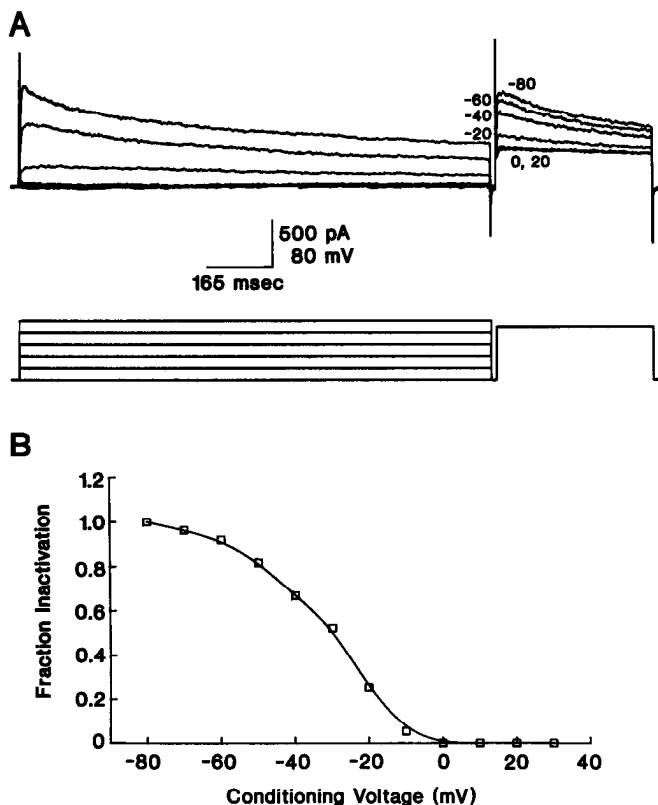 A
-80
-60
-40
-20
0, 20
500 pA
80 mV
165 msec
B
Fraction Inactivation
1.2
1.0
0.8
0.6
0.4
0.2
0
-80
-60
-40
-20
0
20
40
Conditioning Voltage (mV)